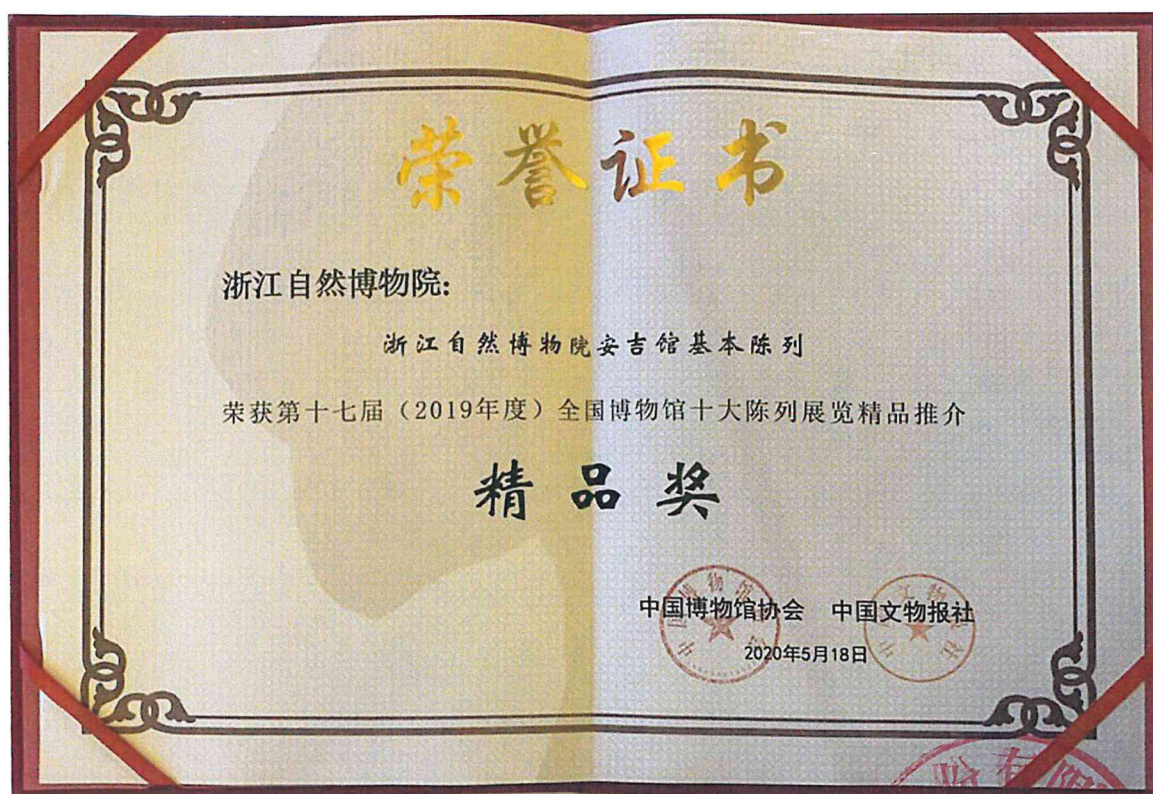 荣誉证书
浙江自然博物院:
浙江自然博物院安吉馆基本陈列
荣获第十七届（2019年度）全国博物馆十大陈列展览精品推介
精品奖
中国博物馆协会 中国文物报社
2020年5月18日